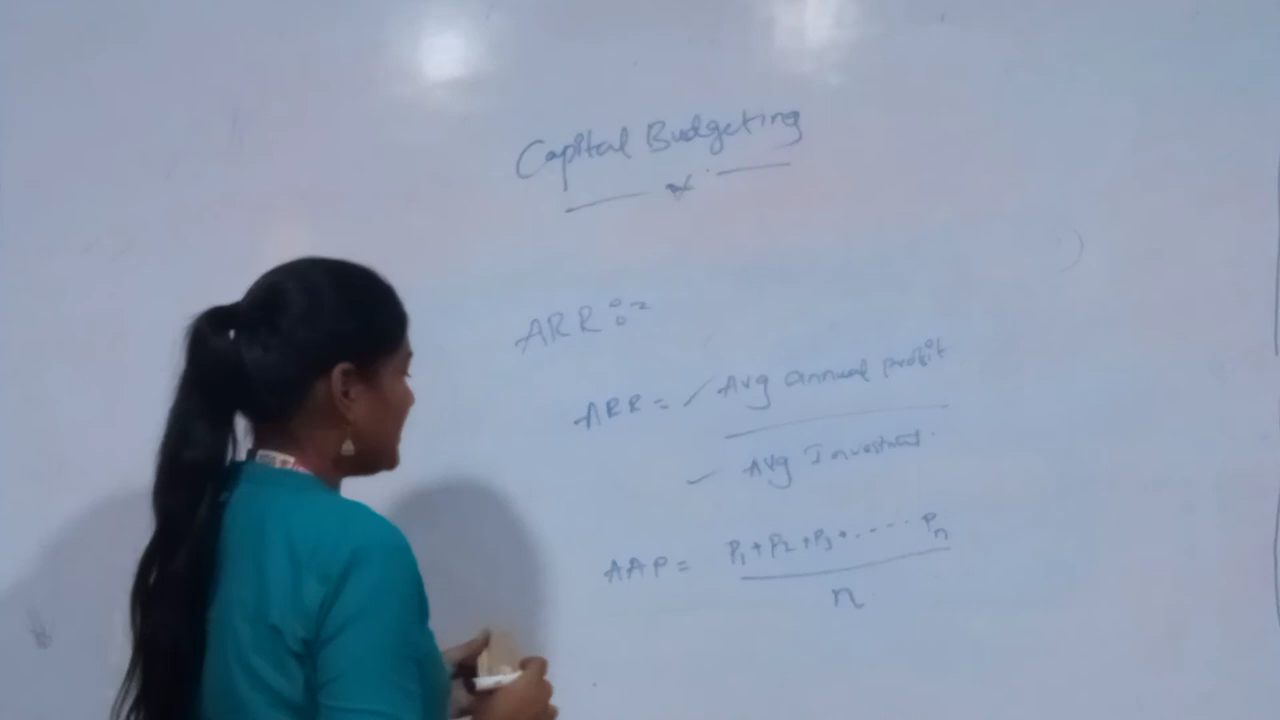 Capital Budgeting
ARR :-
ARR = Avg annual profit
Avg Investment
AAP = P1+P2+P3+..... Pn
n